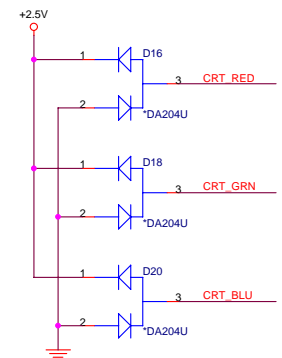 +2.5V
1 D16
3 CRT_RED
2
*DA204U
1 D18
3 CRT_GRN
2
*DA204U
1 D20
3 CRT_BLU
2
*DA204U